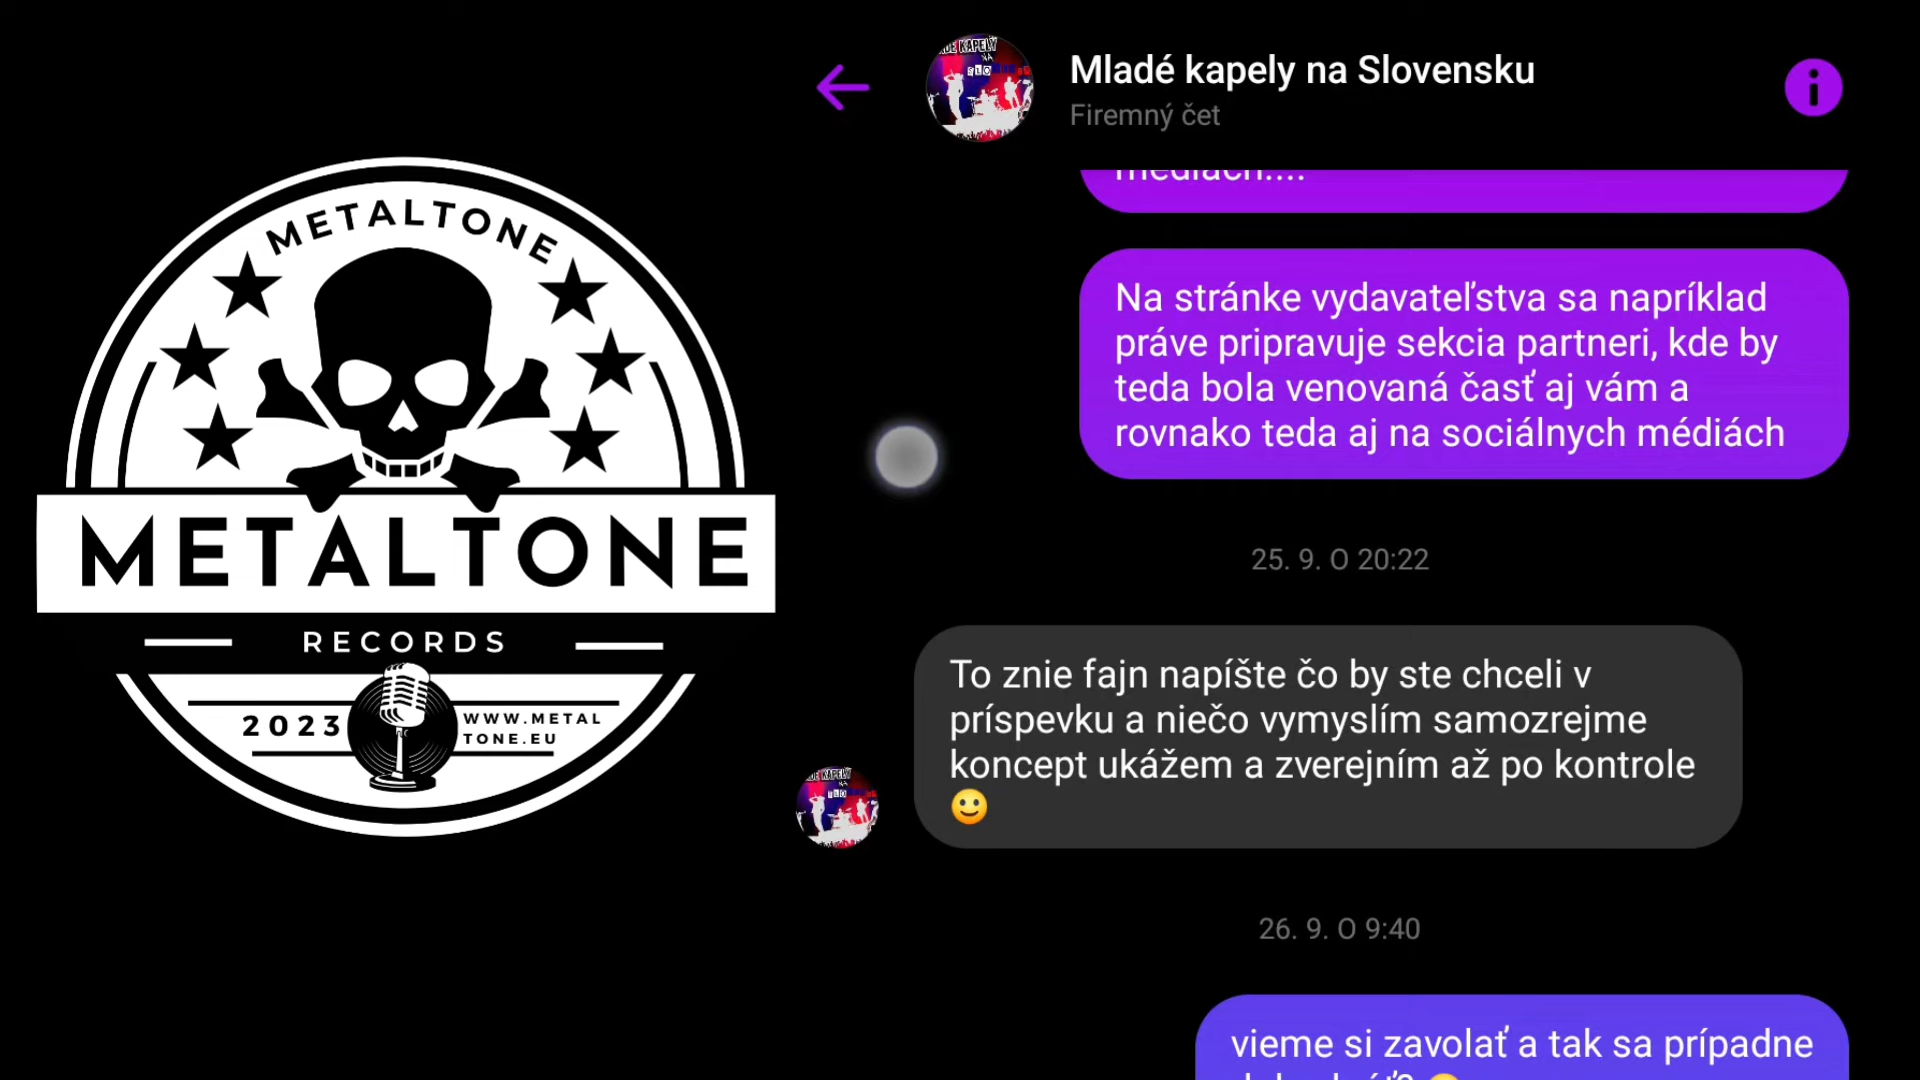 METALTONE
METALTONE
RECORDS
2023
WWW.METAL
TONE.EU
Mladé kapely na Slovensku
Firemný čet
médiách....
Na stránke vydavateľstva sa napríklad
práve pripravuje sekcia partneri, kde by
teda bola venovaná časť aj vám a
rovnako teda aj na sociálnych médiách
25. 9. O 20:22
To znie fajn napíšte čo by ste chceli v
príspevku a niečo vymyslím samozrejme
koncept ukážem a zverejním až po kontrole
🙂
26. 9. O 9:40
vieme si zavolať a tak sa prípadne